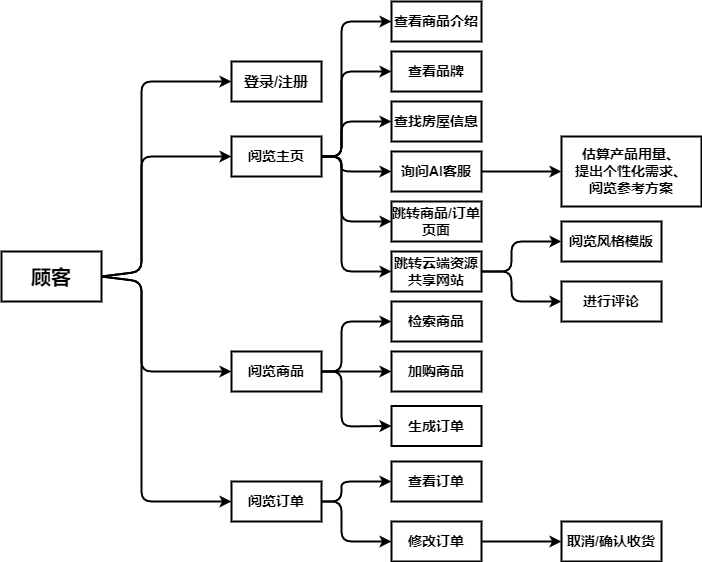 顾客
登录/注册
阅览主页
查看商品介绍
查看品牌
查找房屋信息
询问AI客服
估算产品用量、
提出个性化需求、
阅览参考方案
跳转商品/订单
页面
跳转云端资源
共享网站
阅览风格模版
进行评论
阅览商品
检索商品
加购商品
生成订单
阅览订单
查看订单
修改订单
取消/确认收货